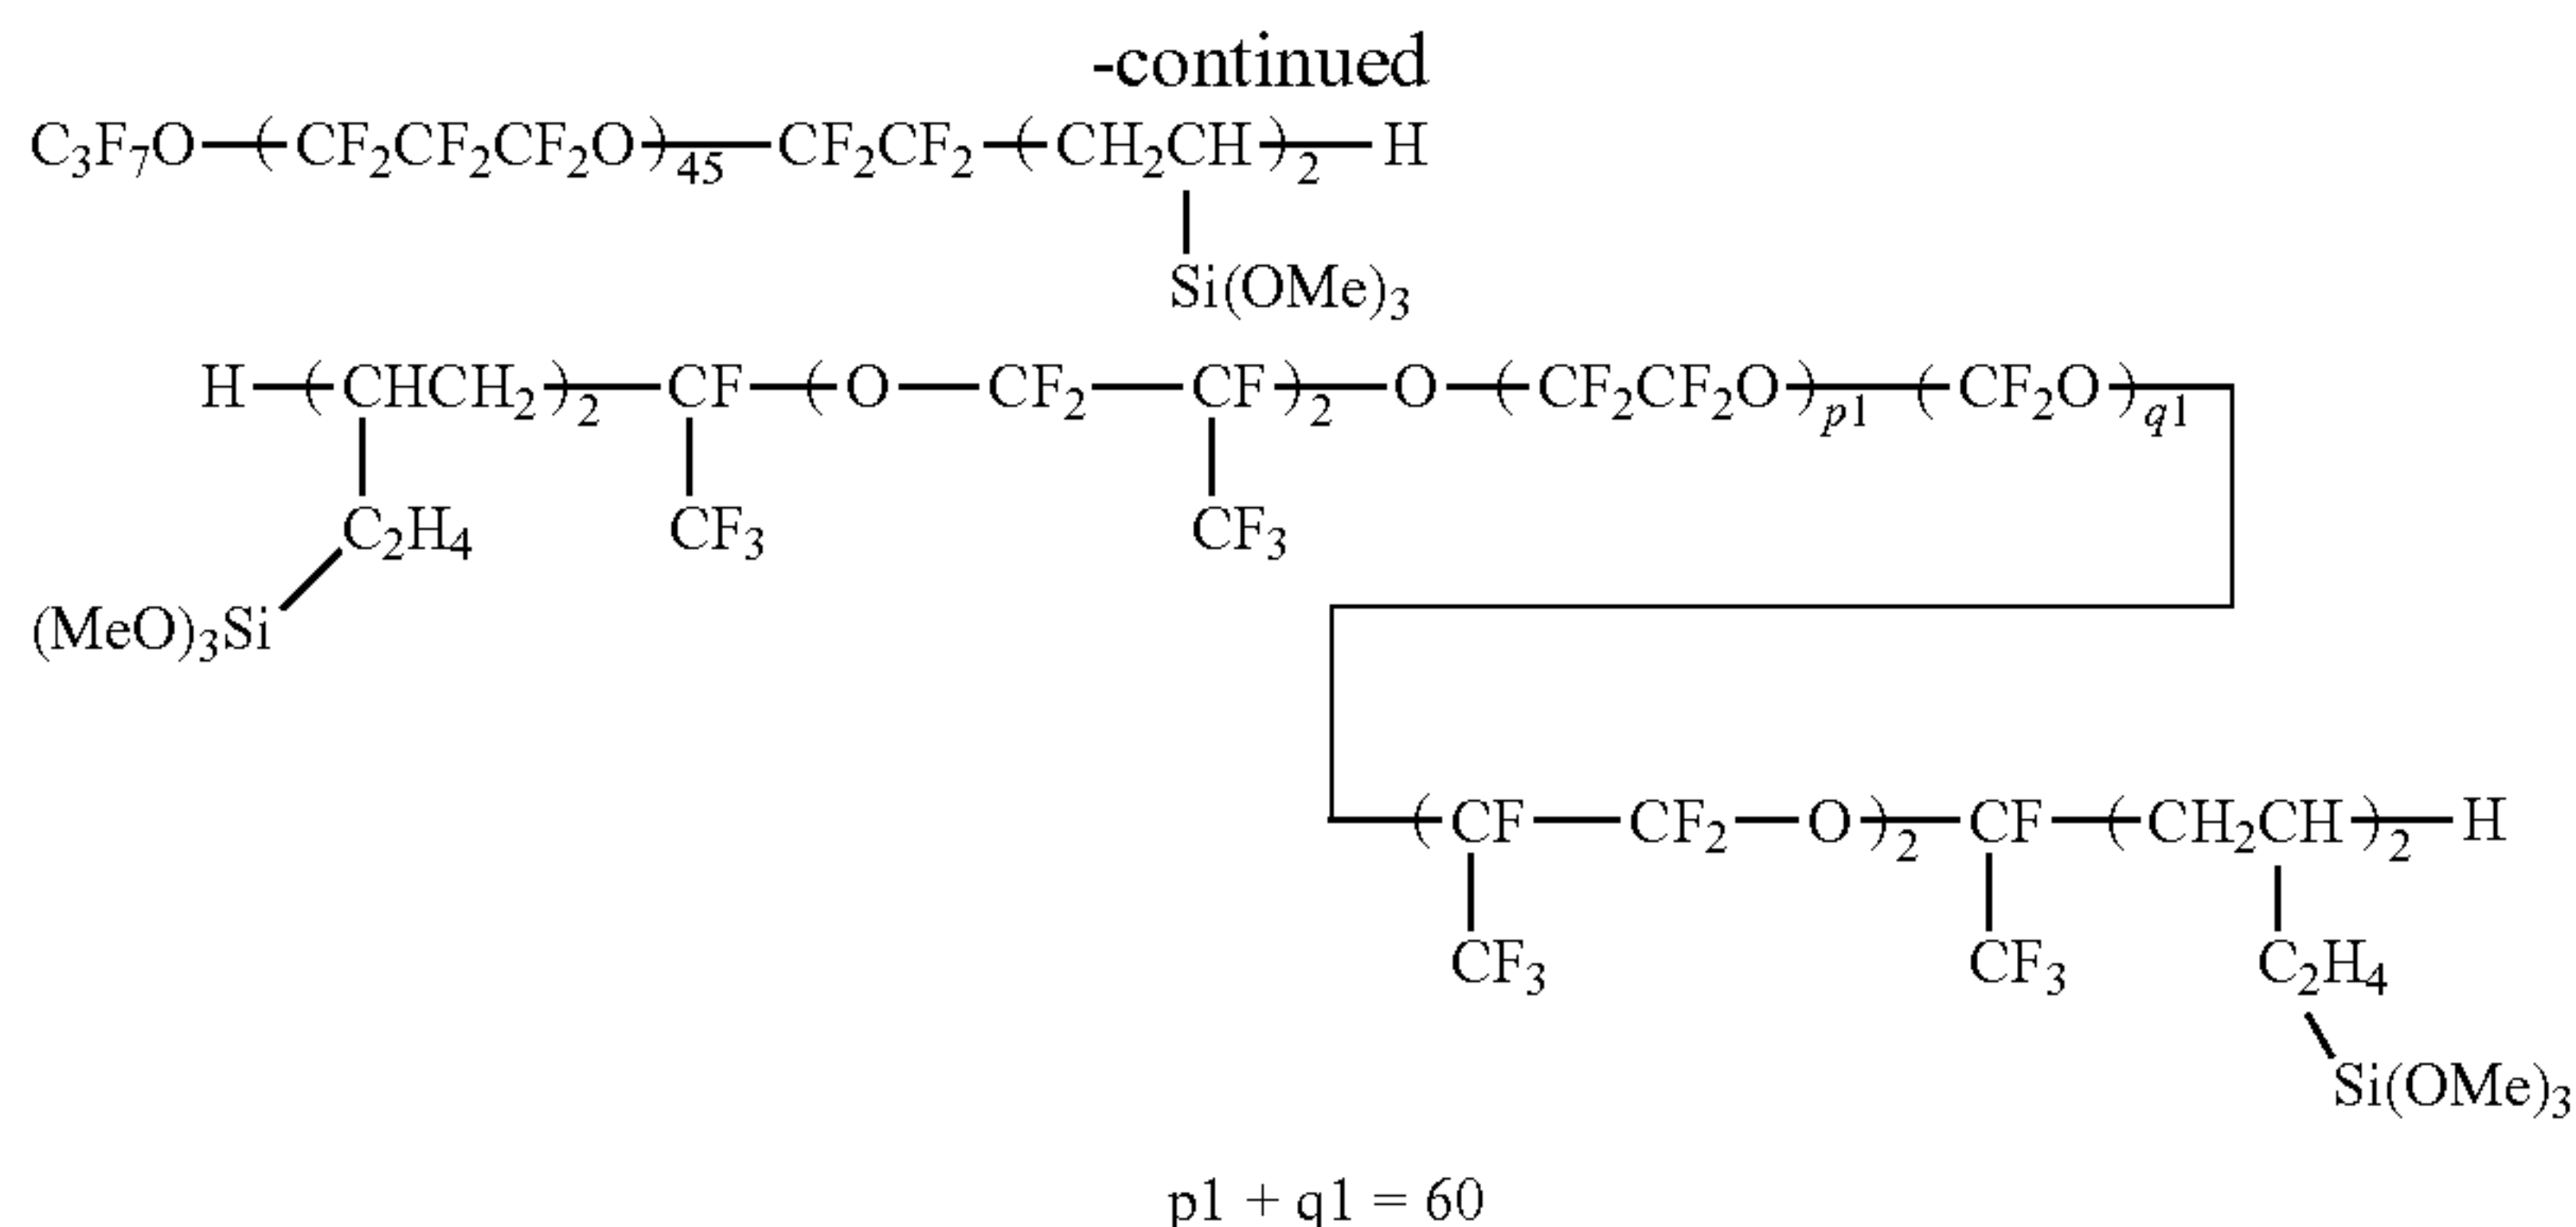 -continued
C3F7O—(CF2CF2CF2O)45—CF2CF2—(CH2CH)2—H
Si(OMe)3
H—(CHCH2)2—CF—(O—CF2—CF)2—O—(CF2CF2O)p1—(CF2O)q1
C2H4 CF3 CF3
(MeO)3Si
(CF—CF2—O)2—CF—(CH2CH)2—H
CF3 CF3 C2H4
Si(OMe)3
p1 + q1 = 60